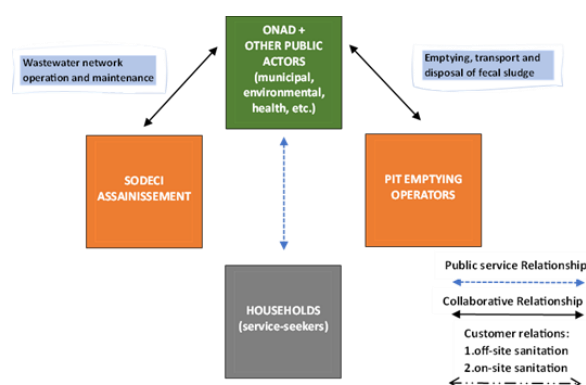 ONAD +
OTHER PUBLIC
ACTORS
(municipal,
environmental,
health, etc.)
Wastewater network
operation and maintenance
Emptying, transport and
disposal of fecal sludge
SODECI
ASSAINISSEMENT
PIT EMPTYING
OPERATORS
HOUSEHOLDS
(service-seekers)
Public service Relationship
Collaborative Relationship
Customer relations:
1.off-site sanitation
2.on-site sanitation